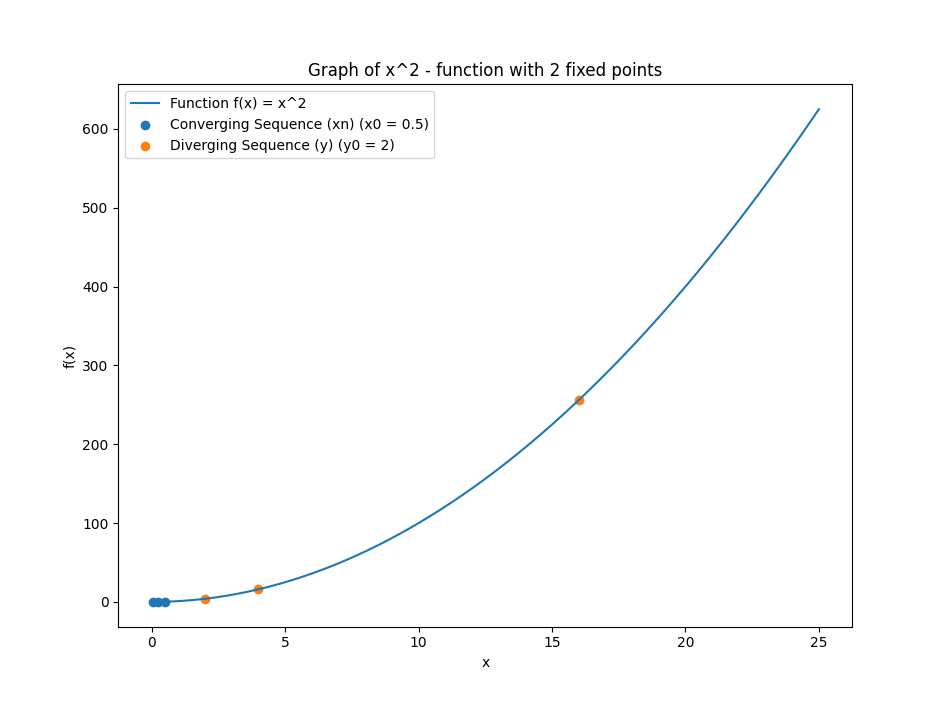 Graph of x^2 - function with 2 fixed points
Function f(x) = x^2
Converging Sequence (xn) (x0 = 0.5)
Diverging Sequence (y) (y0 = 2)
600
500
400
300
200
100
0
f(x)
0 5 10 15 20 25
x